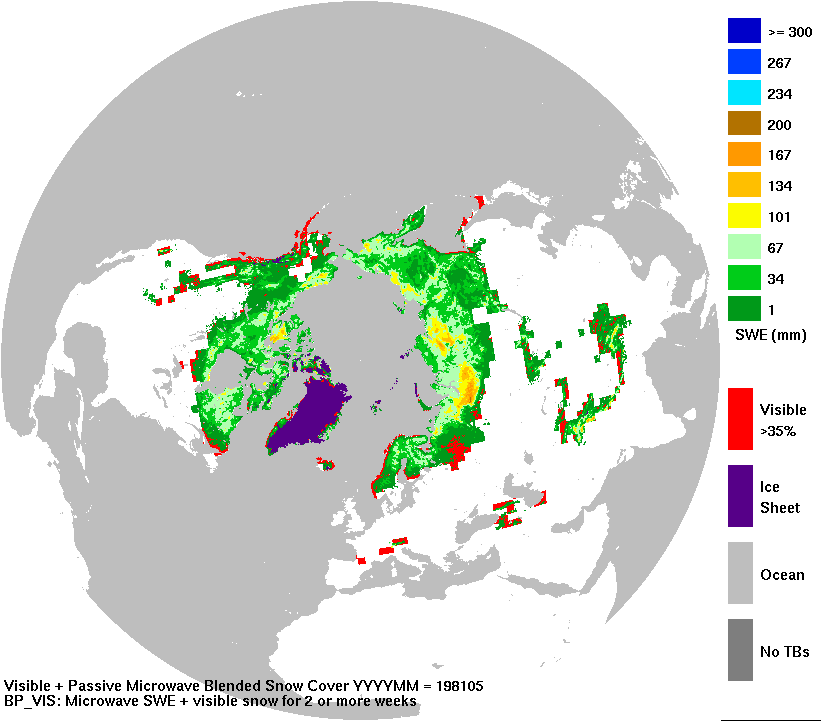 >= 300
267
234
200
167
134
101
67
34
1
SWE (mm)
Visible
>35%
Ice
Sheet
Ocean
No TBs
Visible + Passive Microwave Blended Snow Cover YYYYMM = 198105
BP_VIS: Microwave SWE + visible snow for 2 or more weeks